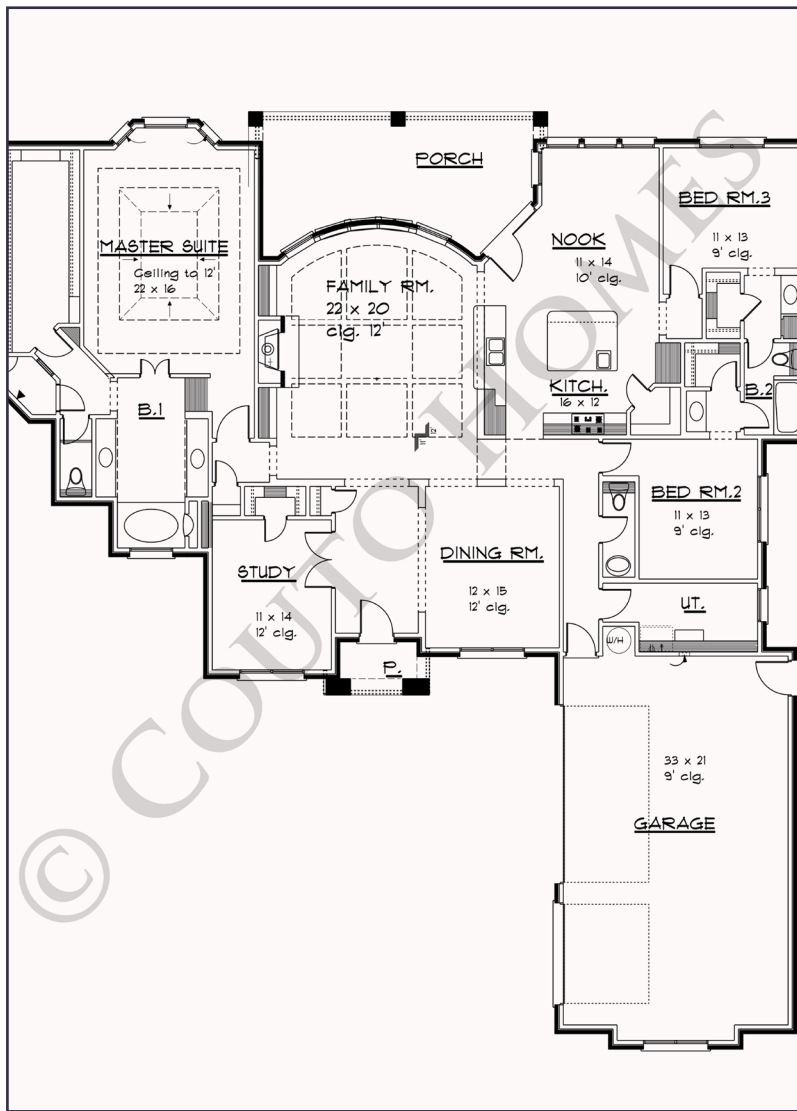 PORCH
BED RM.3
11 x 13
9' clg.
NOOK
11 x 14
10' clg.
MASTER SUITE
Ceiling to 12'
22 x 16
FAMILY RM.
22 x 20
clg. 12'
KITCH.
16 x 12
B.1
B.2
BED RM.2
11 x 13
9' clg.
DINING RM.
12 x 15
12' clg.
STUDY
11 x 14
12' clg.
UT.
W/H
P.
33 x 21
9' clg.
GARAGE
© COUTO HOMES